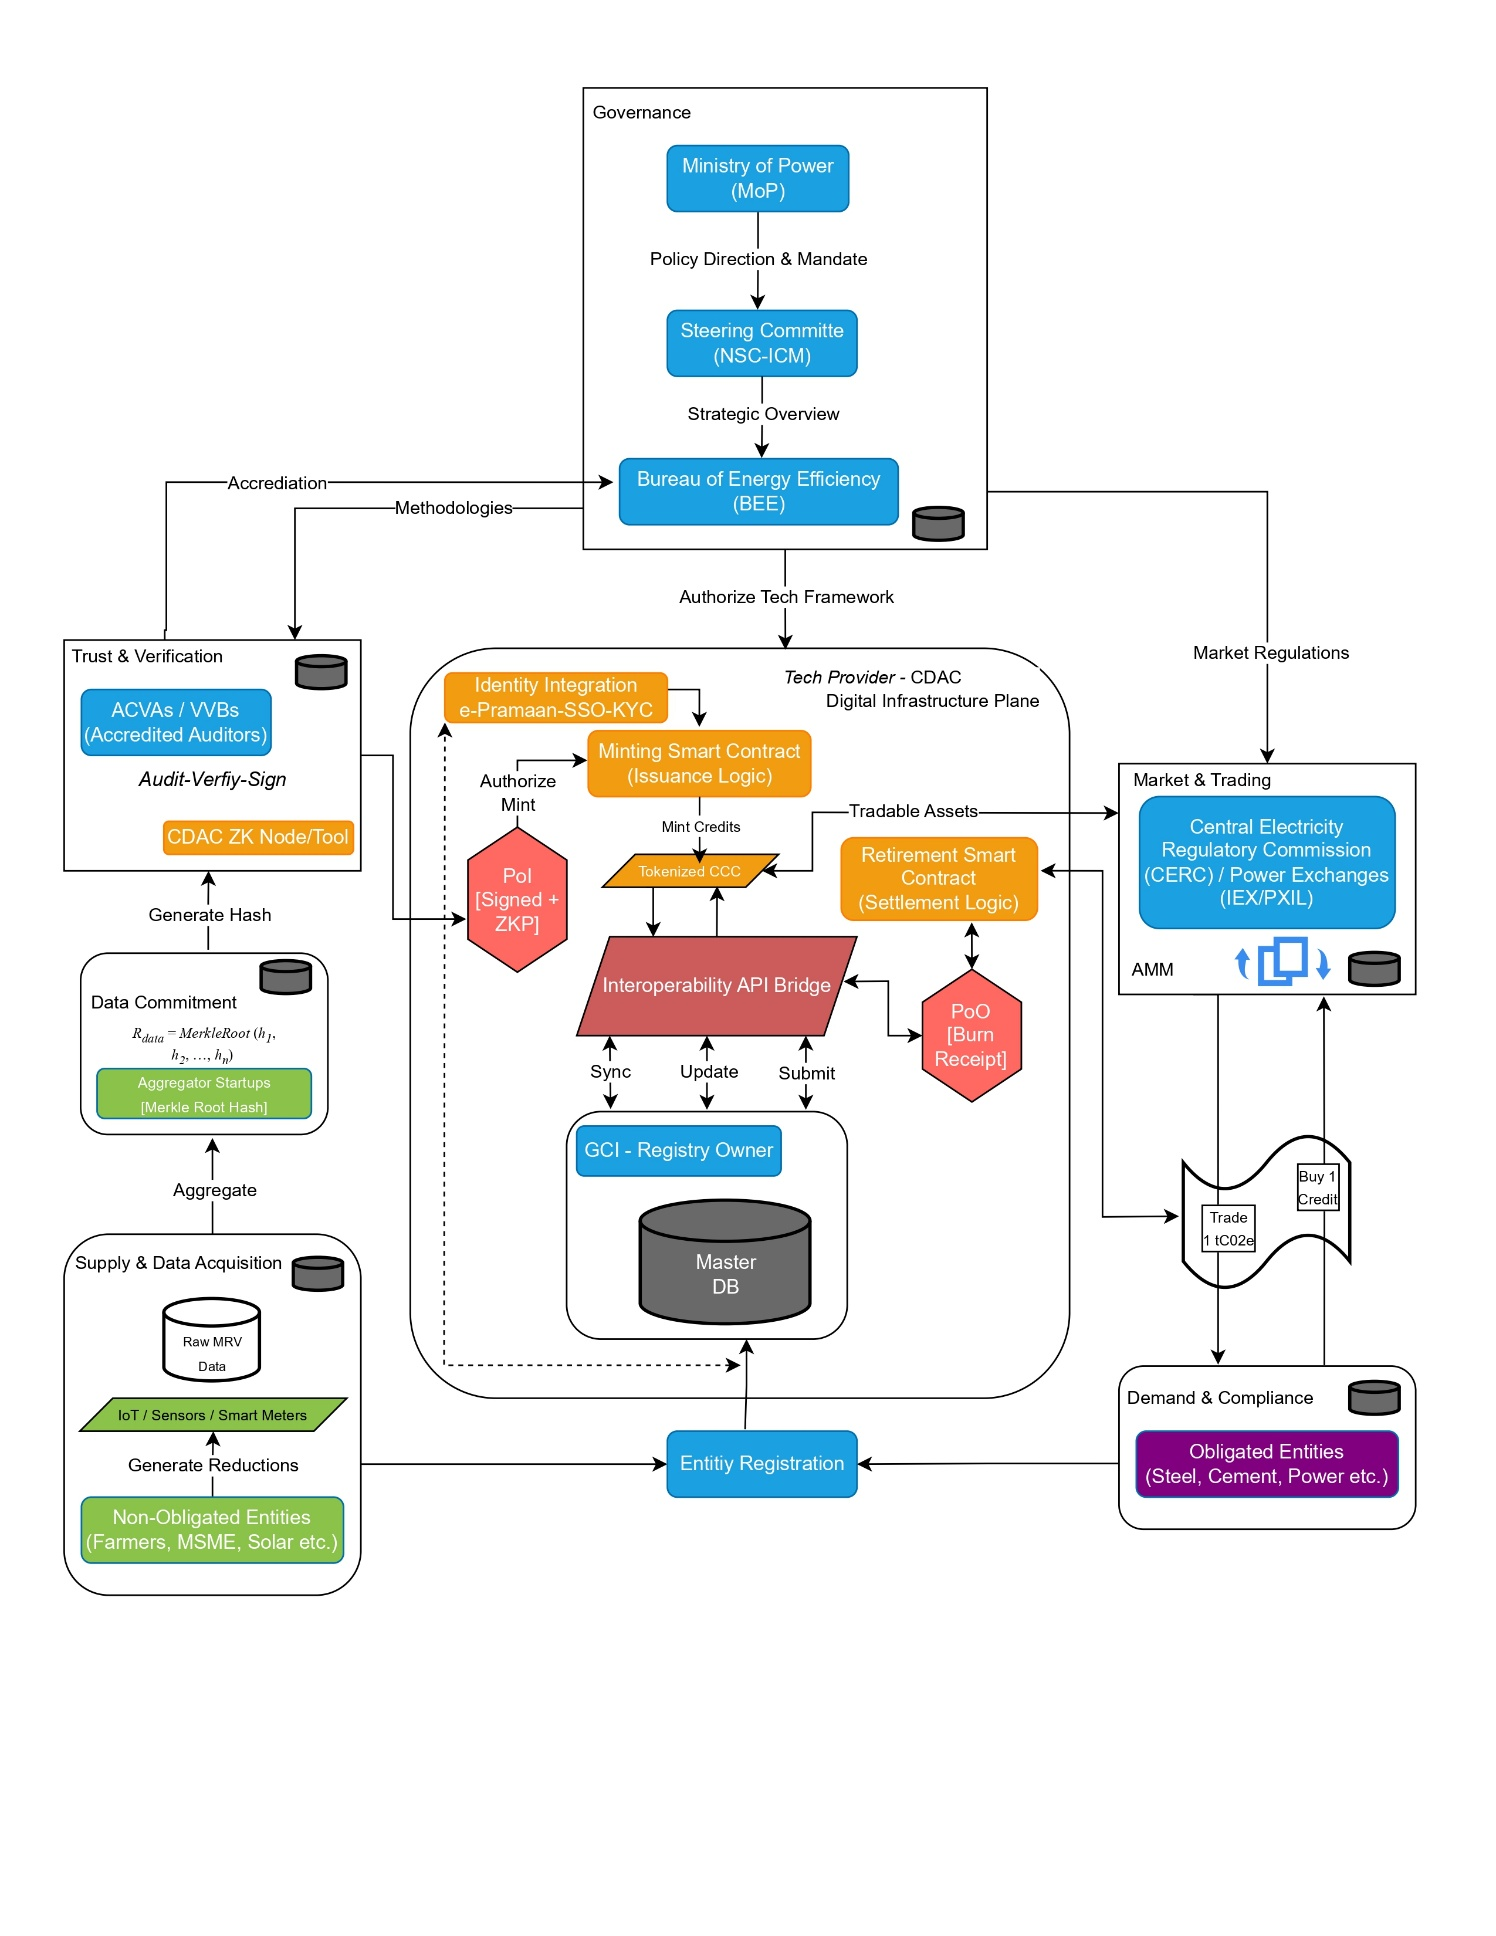 Governance
Ministry of Power
(MoP)
Policy Direction & Mandate
Steering Committe
(NSC-ICM)
Strategic Overview
Bureau of Energy Efficiency
(BEE)
Accrediation
Methodologies
Authorize Tech Framework
Market Regulations
Trust & Verification
ACVAs / VVBs
(Accredited Auditors)
Audit-Verfiy-Sign
CDAC ZK Node/Tool
Generate Hash
Data Commitment
R_data = MerkleRoot (h_1,
h_2, ..., h_n)
Aggregator Startups
[Merkle Root Hash]
Aggregate
Supply & Data Acquisition
Raw MRV
Data
IoT / Sensors / Smart Meters
Generate Reductions
Non-Obligated Entities
(Farmers, MSME, Solar etc.)
Tech Provider - CDAC
Digital Infrastructure Plane
Identity Integration
e-Pramaan-SSO-KYC
Minting Smart Contract
(Issuance Logic)
Authorize
Mint
Mint Credits
PoI
[Signed +
ZKP]
Tokenized CCC
Tradable Assets
Retirement Smart
Contract
(Settlement Logic)
Interoperability API Bridge
PoO
[Burn
Receipt]
Sync
Update
Submit
GCI - Registry Owner
Master
DB
Entitiy Registration
Market & Trading
Central Electricity
Regulatory Commission
(CERC) / Power Exchanges
(IEX/PXIL)
AMM
Buy 1
Credit
Trade
1 tC02e
Demand & Compliance
Obligated Entities
(Steel, Cement, Power etc.)